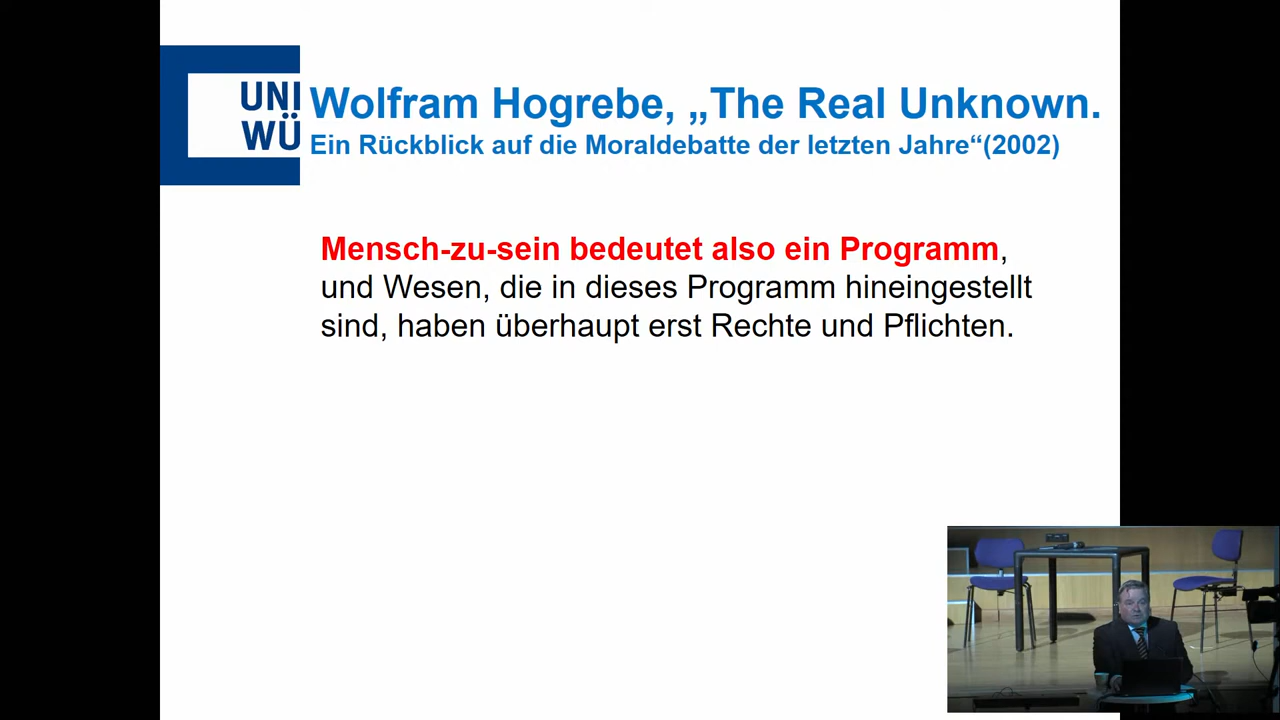 UNI
WÜ
Wolfram Hogrebe, „The Real Unknown.
Ein Rückblick auf die Moraldebatte der letzten Jahre“(2002)
Mensch-zu-sein bedeutet also ein Programm,
und Wesen, die in dieses Programm hineingestellt
sind, haben überhaupt erst Rechte und Pflichten.